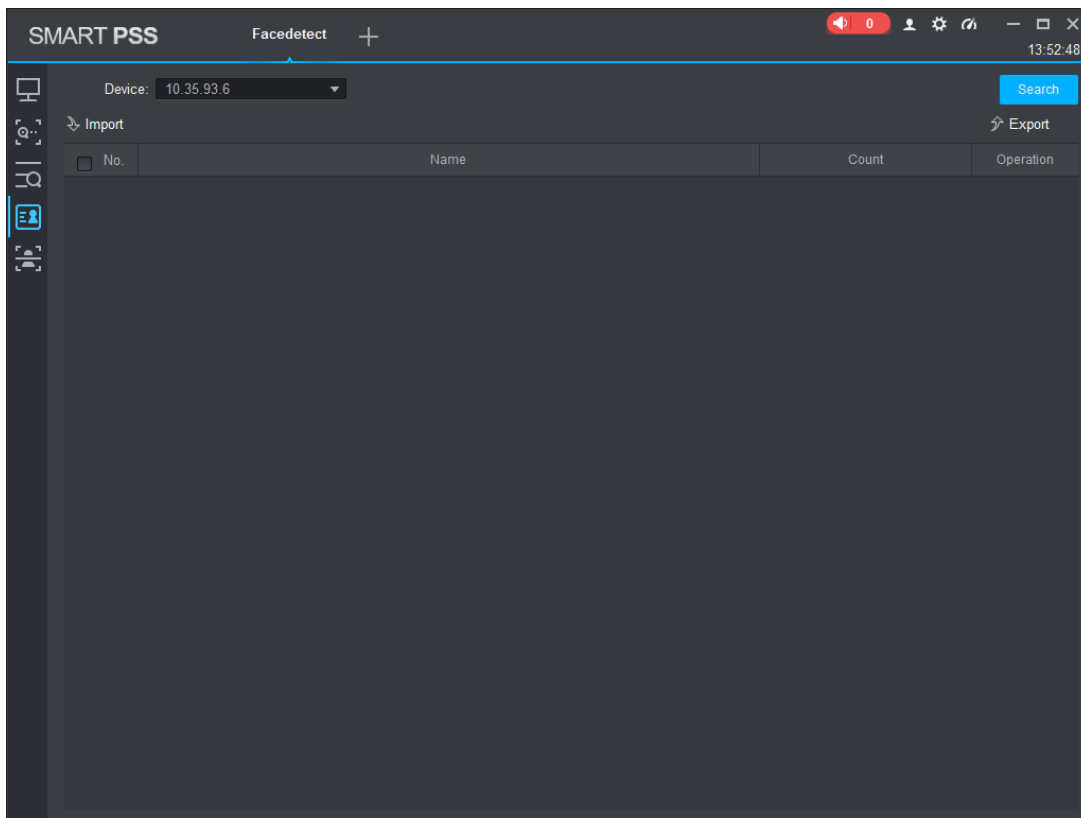 SMART PSS Facedetect 0
13:52:48
Device: 10.35.93.6 Search
Import Export
No. Name Count Operation